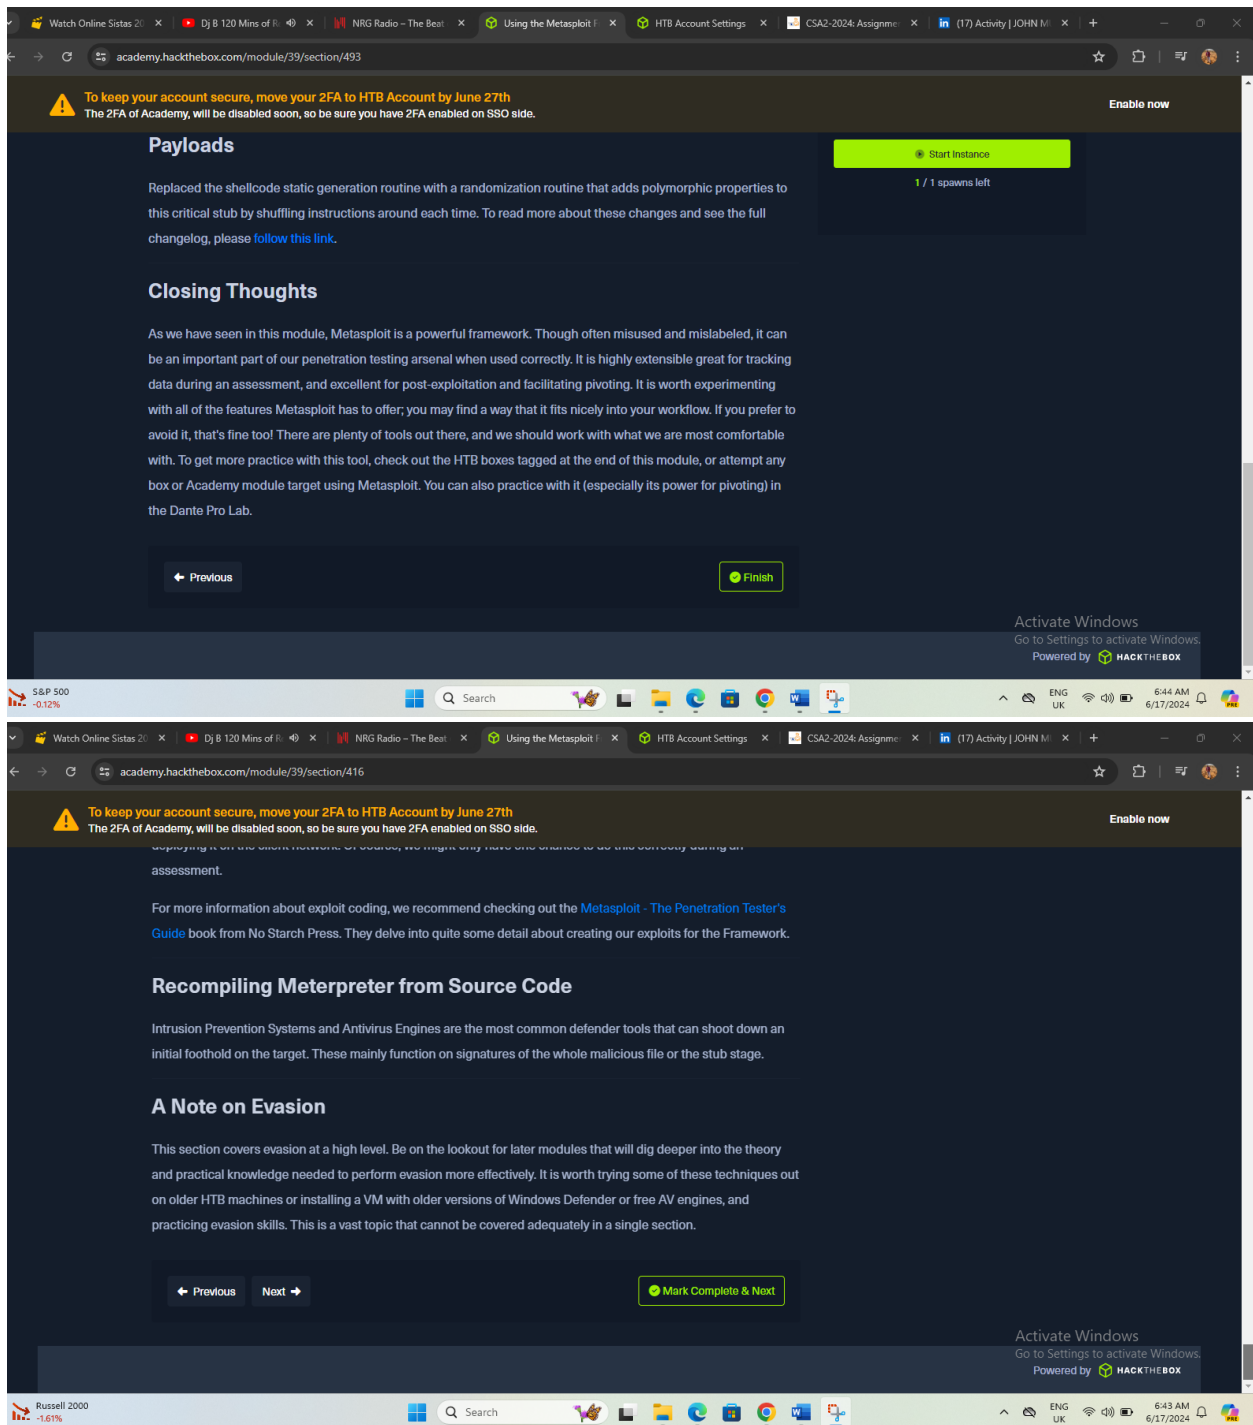 Watch Online Sistas 20
Dj B 120 Mins of R
NRG Radio – The Beat
Using the Metasploit F
HTB Account Settings
CSA2-2024: Assignme
(17) Activity | JOHN M
academy.hackthebox.com/module/39/section/493
To keep your account secure, move your 2FA to HTB Account by June 27th
The 2FA of Academy, will be disabled soon, so be sure you have 2FA enabled on SSO side.
Enable now
Payloads
Replaced the shellcode static generation routine with a randomization routine that adds polymorphic properties to
this critical stub by shuffling instructions around each time. To read more about these changes and see the full
changelog, please follow this link.
Start Instance
1 / 1 spawns left
Closing Thoughts
As we have seen in this module, Metasploit is a powerful framework. Though often misused and mislabeled, it can
be an important part of our penetration testing arsenal when used correctly. It is highly extensible great for tracking
data during an assessment, and excellent for post-exploitation and facilitating pivoting. It is worth experimenting
with all of the features Metasploit has to offer; you may find a way that it fits nicely into your workflow. If you prefer to
avoid it, that's fine too! There are plenty of tools out there, and we should work with what we are most comfortable
with. To get more practice with this tool, check out the HTB boxes tagged at the end of this module, or attempt any
box or Academy module target using Metasploit. You can also practice with it (especially its power for pivoting) in
the Dante Pro Lab.
Previous
Finish
Activate Windows
Go to Settings to activate Windows.
Powered by HACKTHEBOX
S&P 500
-0.12%
Search
ENG
UK
6:44 AM
6/17/2024
PRE
Watch Online Sistas 20
Dj B 120 Mins of R
NRG Radio – The Beat
Using the Metasploit F
HTB Account Settings
CSA2-2024: Assignme
(17) Activity | JOHN M
academy.hackthebox.com/module/39/section/416
To keep your account secure, move your 2FA to HTB Account by June 27th
The 2FA of Academy, will be disabled soon, so be sure you have 2FA enabled on SSO side.
Enable now
deploying it on the client network. Of course, we might only have one chance to do this correctly during an
assessment.
For more information about exploit coding, we recommend checking out the Metasploit - The Penetration Tester's
Guide book from No Starch Press. They delve into quite some detail about creating our exploits for the Framework.
Recompiling Meterpreter from Source Code
Intrusion Prevention Systems and Antivirus Engines are the most common defender tools that can shoot down an
initial foothold on the target. These mainly function on signatures of the whole malicious file or the stub stage.
A Note on Evasion
This section covers evasion at a high level. Be on the lookout for later modules that will dig deeper into the theory
and practical knowledge needed to perform evasion more effectively. It is worth trying some of these techniques out
on older HTB machines or installing a VM with older versions of Windows Defender or free AV engines, and
practicing evasion skills. This is a vast topic that cannot be covered adequately in a single section.
Previous
Next
Mark Complete & Next
Activate Windows
Go to Settings to activate Windows.
Powered by HACKTHEBOX
Russell 2000
-1.61%
Search
ENG
UK
6:43 AM
6/17/2024
PRE